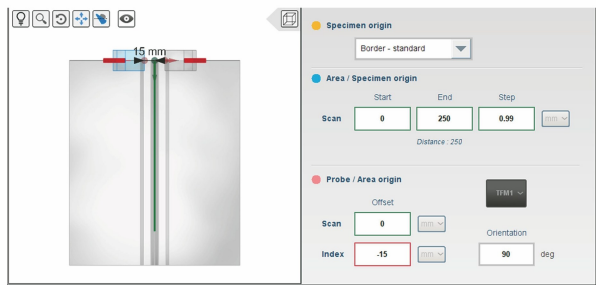 15 mm
Specimen origin
Border - standard
Area / Specimen origin
Start End Step
Scan 0 250 0.99 mm
Distance : 250
Probe / Area origin
TFM1
Offset
Scan 0 mm
Orientation
Index -15 mm 90 deg